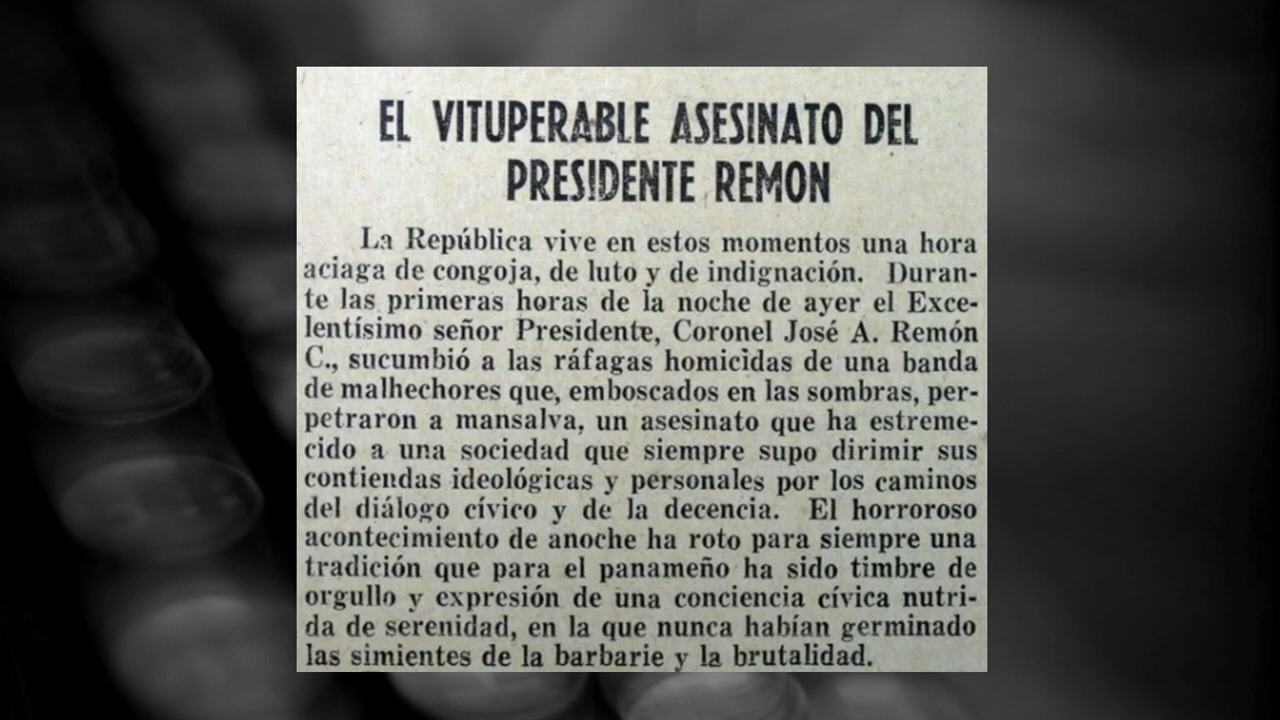 EL VITUPERABLE ASESINATO DEL
PRESIDENTE REMON
La República vive en estos momentos una hora
aciaga de congoja, de luto y de indignación. Duran-
te las primeras horas de la noche de ayer el Exce-
lentísimo señor Presidente, Coronel José A. Remón
C., sucumbió a las ráfagas homicidas de una banda
de malhechores que, emboscados en las sombras, per-
petraron a mansalva, un asesinato que ha estreme-
cido a una sociedad que siempre supo dirimir sus
contiendas ideológicas y personales por los caminos
del diálogo cívico y de la decencia. El horroroso
acontecimiento de anoche ha roto para siempre una
tradición que para el panameño ha sido timbre de
orgullo y expresión de una conciencia cívica nutri-
da de serenidad, en la que nunca habían germinado
las simientes de la barbarie y la brutalidad.